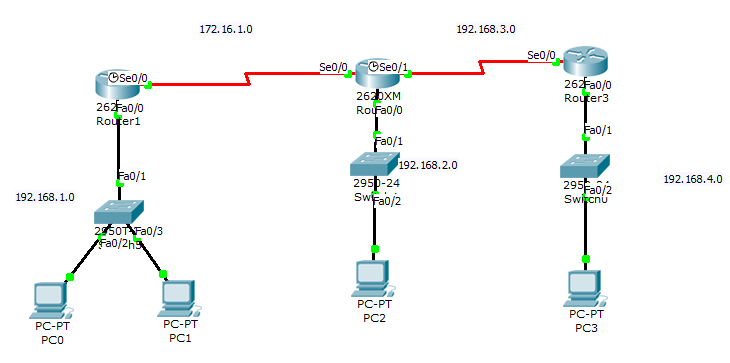 172.16.1.0
192.168.3.0
Se0/0
Se0/0
Se0/1
Se0/0
Fa0/0
Router1
2620XM
Fa0/0
Fa0/0
Router3
Fa0/1
Fa0/1
Fa0/1
2950-24
192.168.2.0
Fa0/2
Fa0/2
192.168.4.0
192.168.1.0
Fa0/3
Fa0/2
PC-PT
PC0
PC-PT
PC1
PC-PT
PC2
PC-PT
PC3